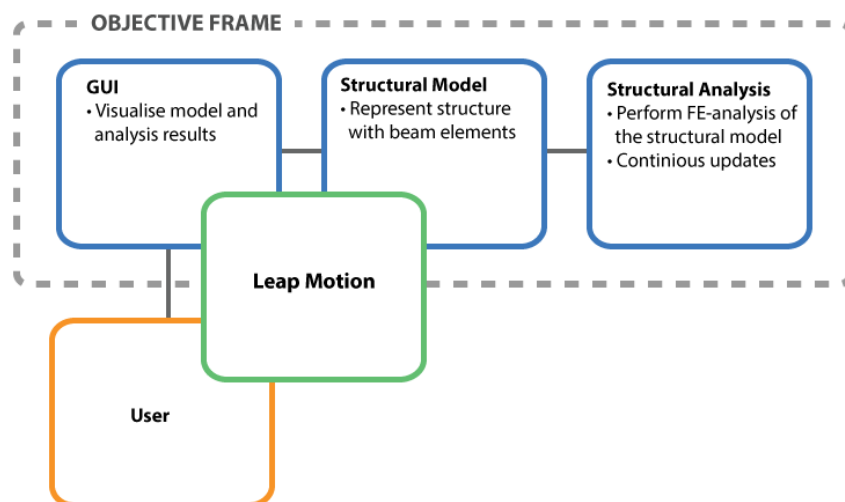 OBJECTIVE FRAME
GUI
• Visualise model and
analysis results
Structural Model
• Represent structure
with beam elements
Structural Analysis
• Perform FE-analysis of
the structural model
• Continious updates
Leap Motion
User